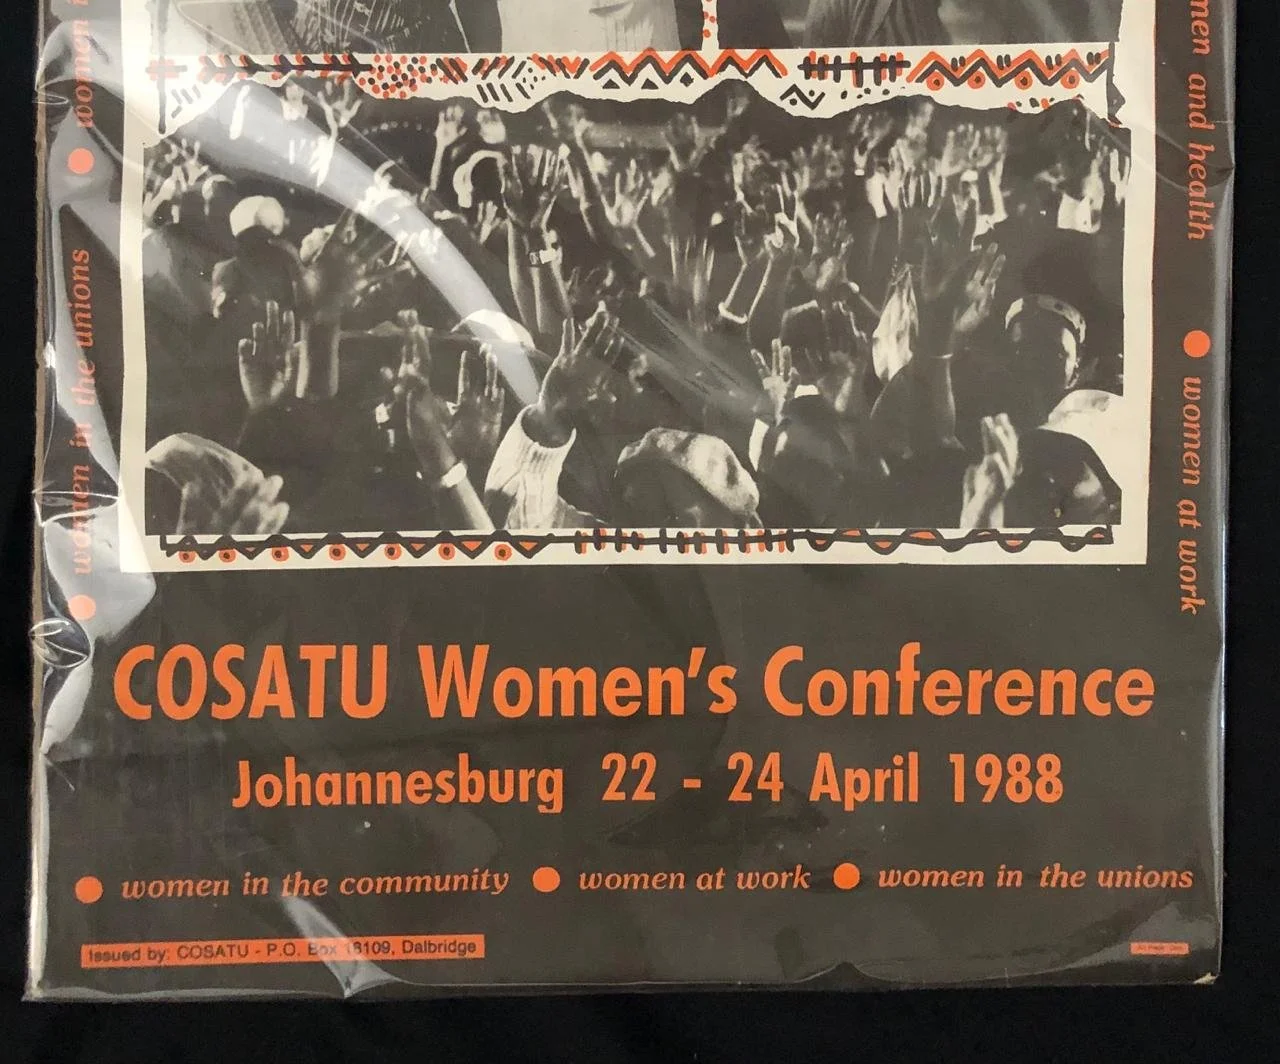 women in the unions
women
men and health
women at work
COSATU Women's Conference
Johannesburg 22 - 24 April 1988
women in the community women at work women in the unions
Issued by: COSATU - P.O. Box 18109, Dalbridge